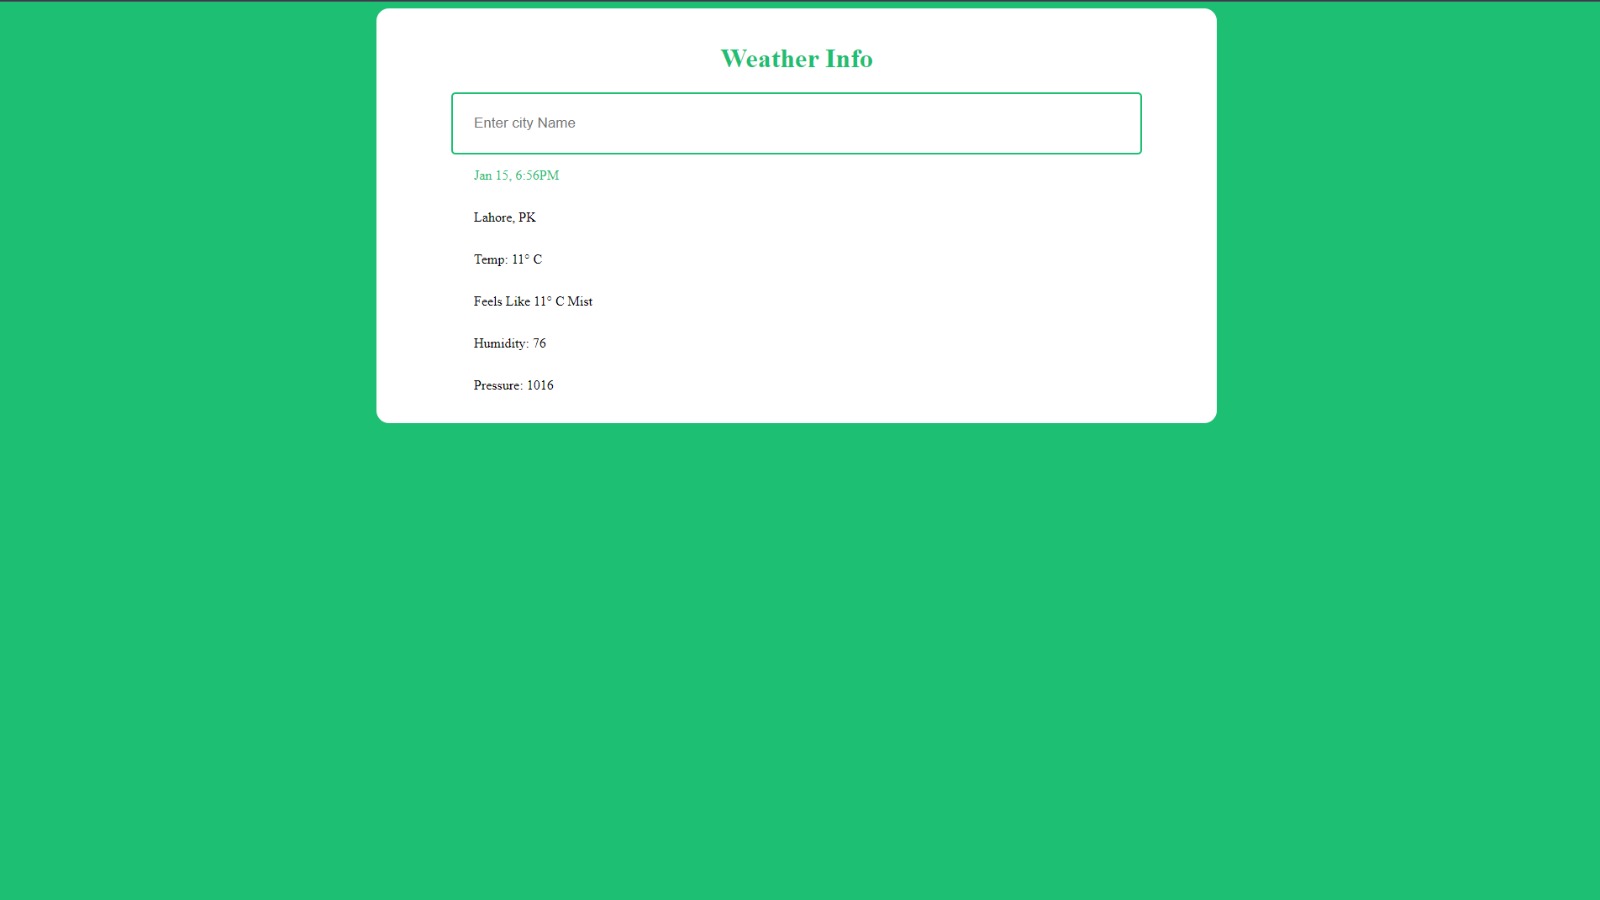 Weather Info
Enter city Name
Jan 15, 6:56PM
Lahore, PK
Temp: 11° C
Feels Like 11° C Mist
Humidity: 76
Pressure: 1016